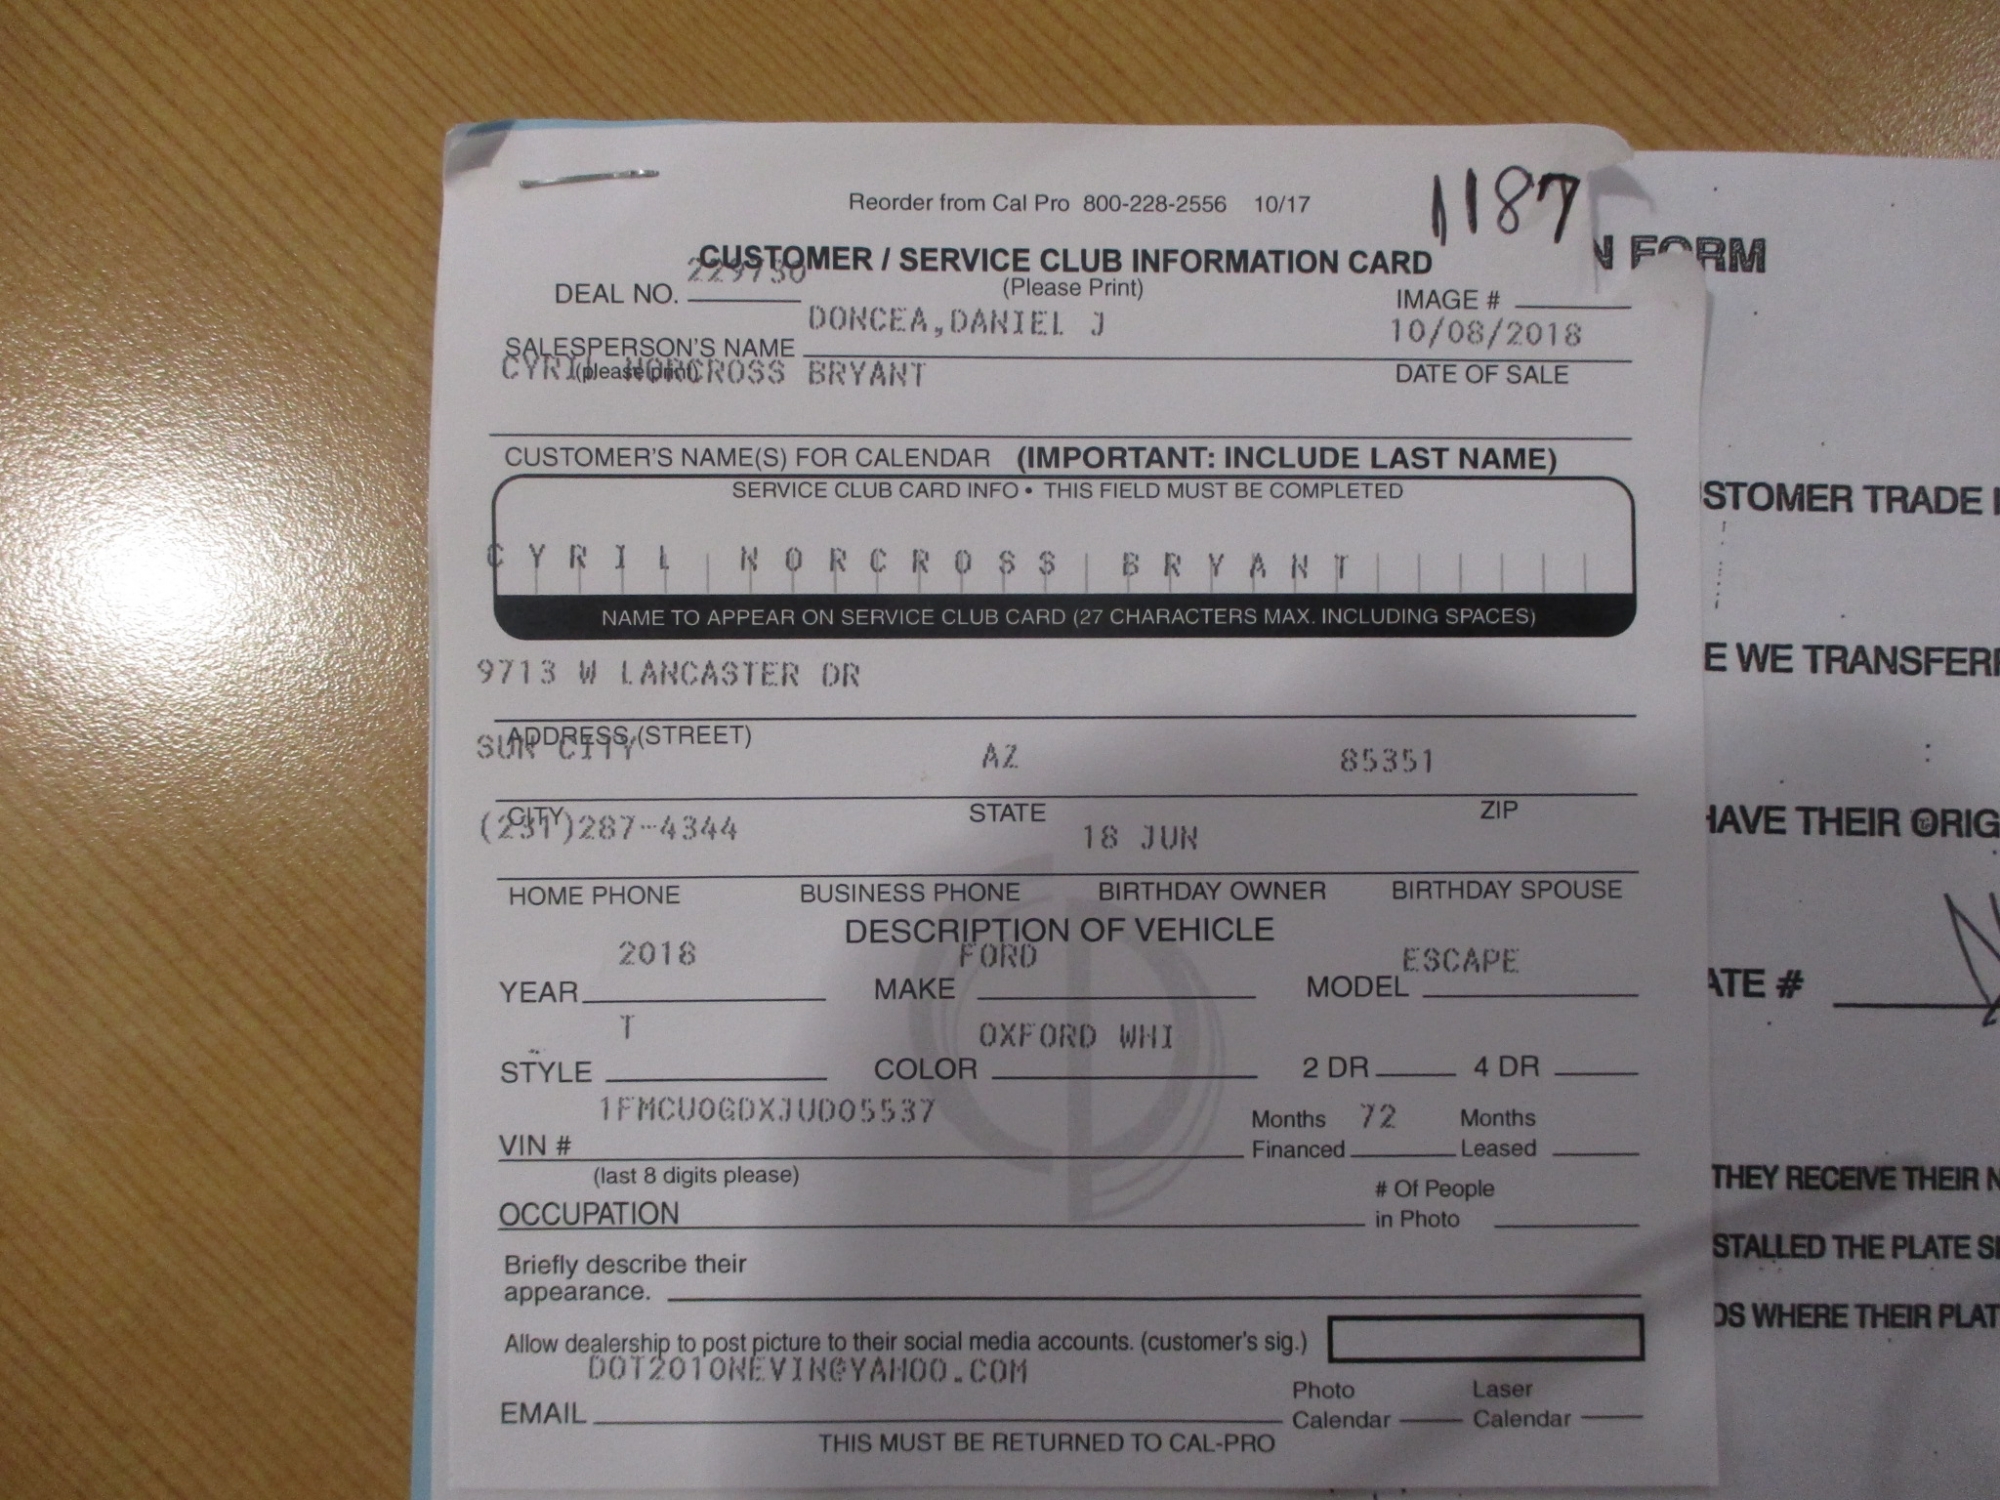 Reorder from Cal Pro 800-228-2556 10/17
1187
CUSTOMER / SERVICE CLUB INFORMATION CARD
(Please Print)
DEAL NO. 229730
IMAGE #
DONCEA,DANIEL J
10/08/2018
SALESPERSON'S NAME
(please print)
DATE OF SALE
CYRIL NORCROSS BRYANT
CUSTOMER'S NAME(S) FOR CALENDAR (IMPORTANT: INCLUDE LAST NAME)
SERVICE CLUB CARD INFO • THIS FIELD MUST BE COMPLETED
CYRIL NORCROSS BRYANT
NAME TO APPEAR ON SERVICE CLUB CARD (27 CHARACTERS MAX. INCLUDING SPACES)
9713 W LANCASTER DR
ADDRESS (STREET)
SUN CITY AZ 85351
CITY STATE ZIP
(231)287-4344 18 JUN
HOME PHONE BUSINESS PHONE BIRTHDAY OWNER BIRTHDAY SPOUSE
DESCRIPTION OF VEHICLE
2018 FORD ESCAPE
YEAR MAKE MODEL
T OXFORD WHI
STYLE COLOR 2 DR 4 DR
1FMCU0GDXJUD05537
VIN #
(last 8 digits please)
Months Financed 72 Months Leased
OCCUPATION
# Of People in Photo
Briefly describe their
appearance.
Allow dealership to post picture to their social media accounts. (customer's sig.)
DOT2010NEVIN@YAHOO.COM
EMAIL
Photo Calendar Laser Calendar
THIS MUST BE RETURNED TO CAL-PRO
N FORM
STOMER TRADE
E WE TRANSFER
HAVE THEIR ORIG
ATE #
THEY RECEIVE THEIR N
STALLED THE PLATE
DS WHERE THEIR PLAT